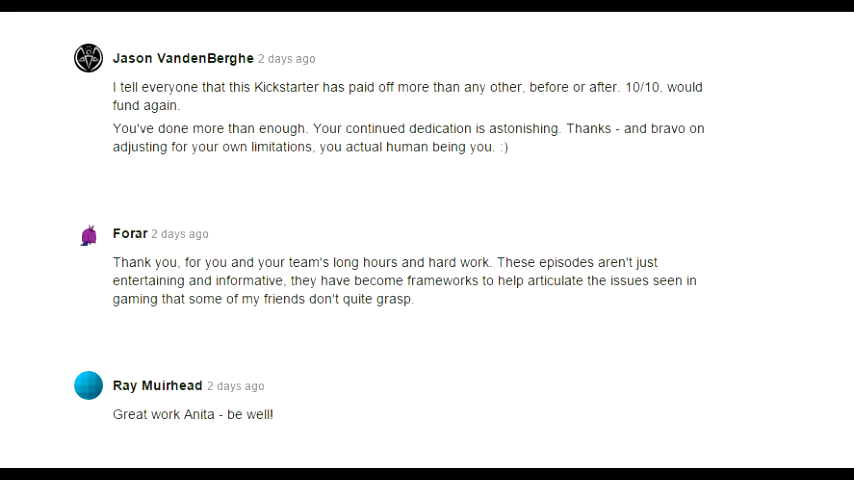 Jason VandenBerghe 2 days ago
I tell everyone that this Kickstarter has paid off more than any other, before or after. 10/10, would
fund again.
You've done more than enough. Your continued dedication is astonishing. Thanks - and bravo on
adjusting for your own limitations, you actual human being you. :)
Forar 2 days ago
Thank you, for you and your team's long hours and hard work. These episodes aren't just
entertaining and informative, they have become frameworks to help articulate the issues seen in
gaming that some of my friends don't quite grasp.
Ray Muirhead 2 days ago
Great work Anita - be well!